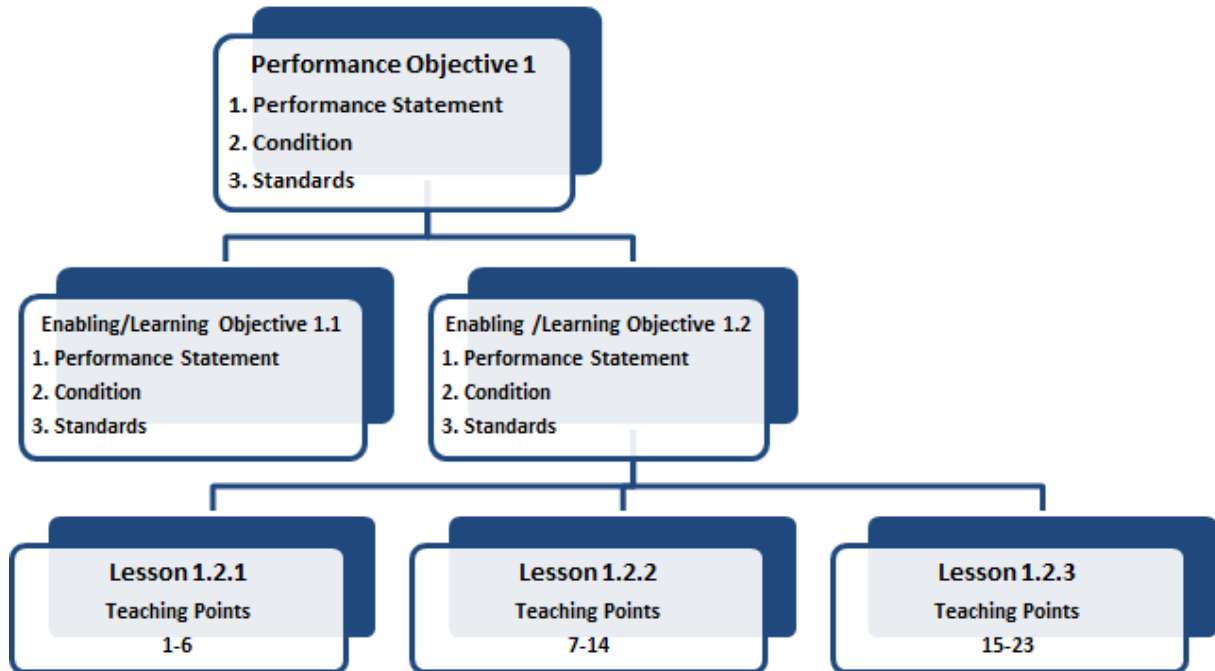 Performance Objective 1
1. Performance Statement
2. Condition
3. Standards
Enabling/Learning Objective 1.1
1. Performance Statement
2. Condition
3. Standards
Enabling /Learning Objective 1.2
1. Performance Statement
2. Condition
3. Standards
Lesson 1.2.1
Teaching Points
1-6
Lesson 1.2.2
Teaching Points
7-14
Lesson 1.2.3
Teaching Points
15-23